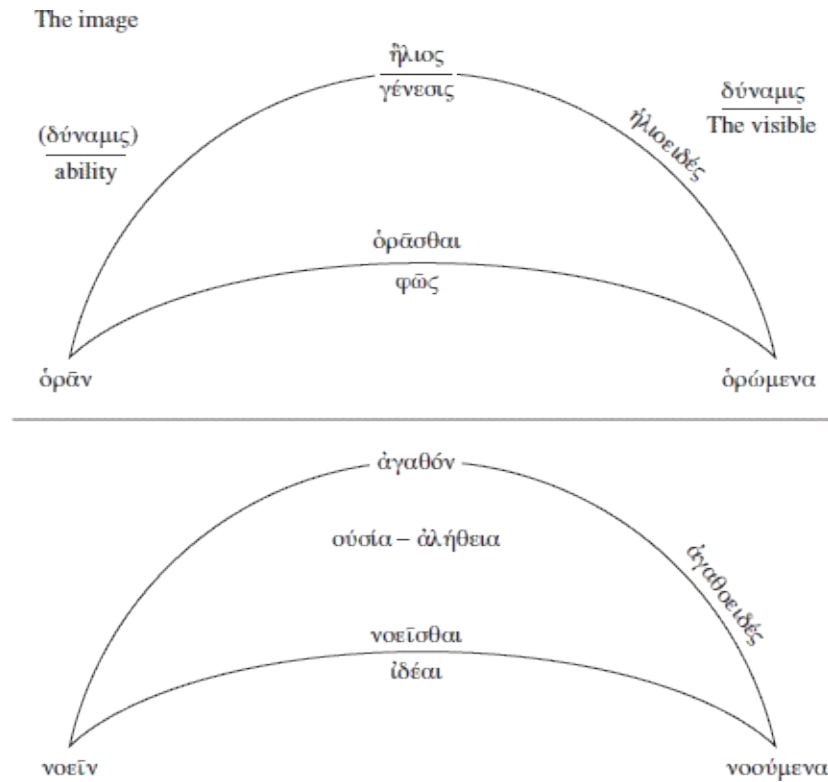 The image
ἥλιος
γένεσις
δύναμις
The visible
ἡλιοειδές
(δύναμις)
ability
ὁρᾶσθαι
φῶς
ὁρᾶν
ὁρώμενα
ἀγαθόν
οὐσία – ἀλήθεια
ἀγαθοειδές
νοεῖσθαι
ἰδέαι
νοεῖν
νοούμενα